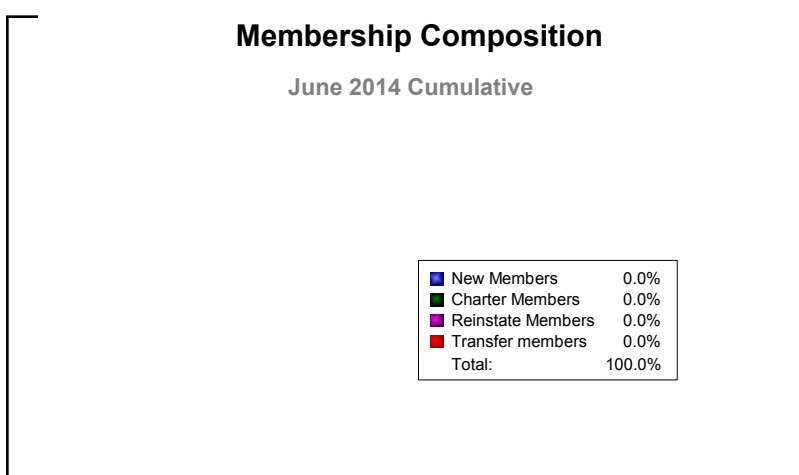 Membership Composition
June 2014 Cumulative
New Members 0.0%
Charter Members 0.0%
Reinstate Members 0.0%
Transfer members 0.0%
Total: 100.0%